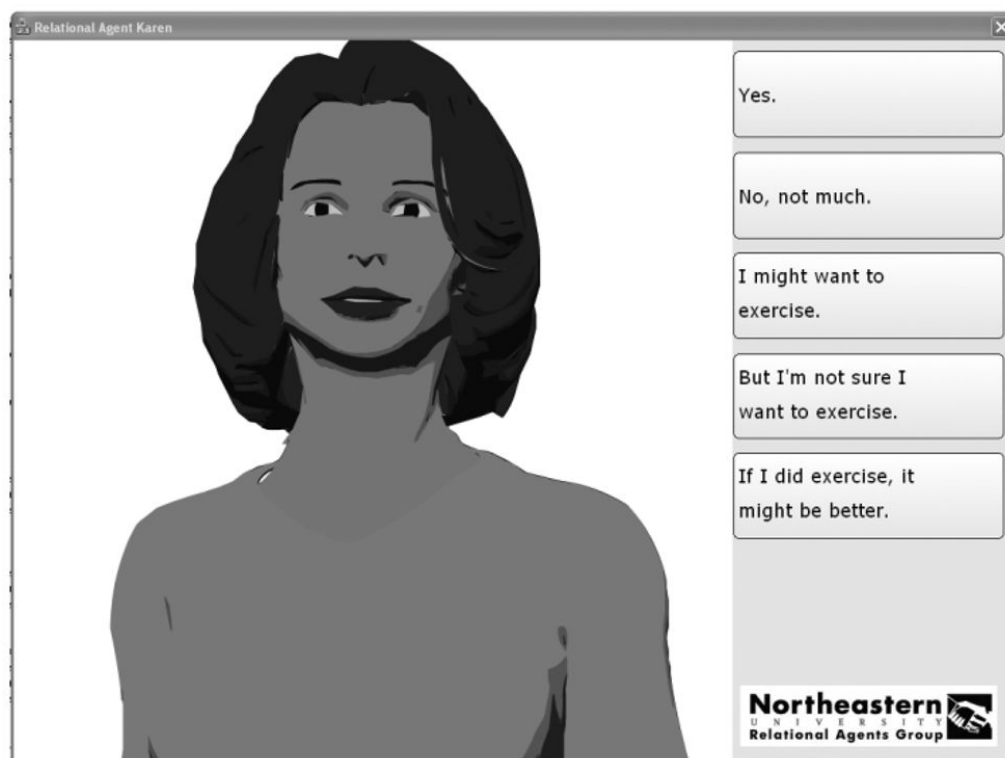 Relational Agent Karen
Yes.
No, not much.
I might want to
exercise.
But I'm not sure I
want to exercise.
If I did exercise, it
might be better.
Northeastern
UNIVERSITY
Relational Agents Group